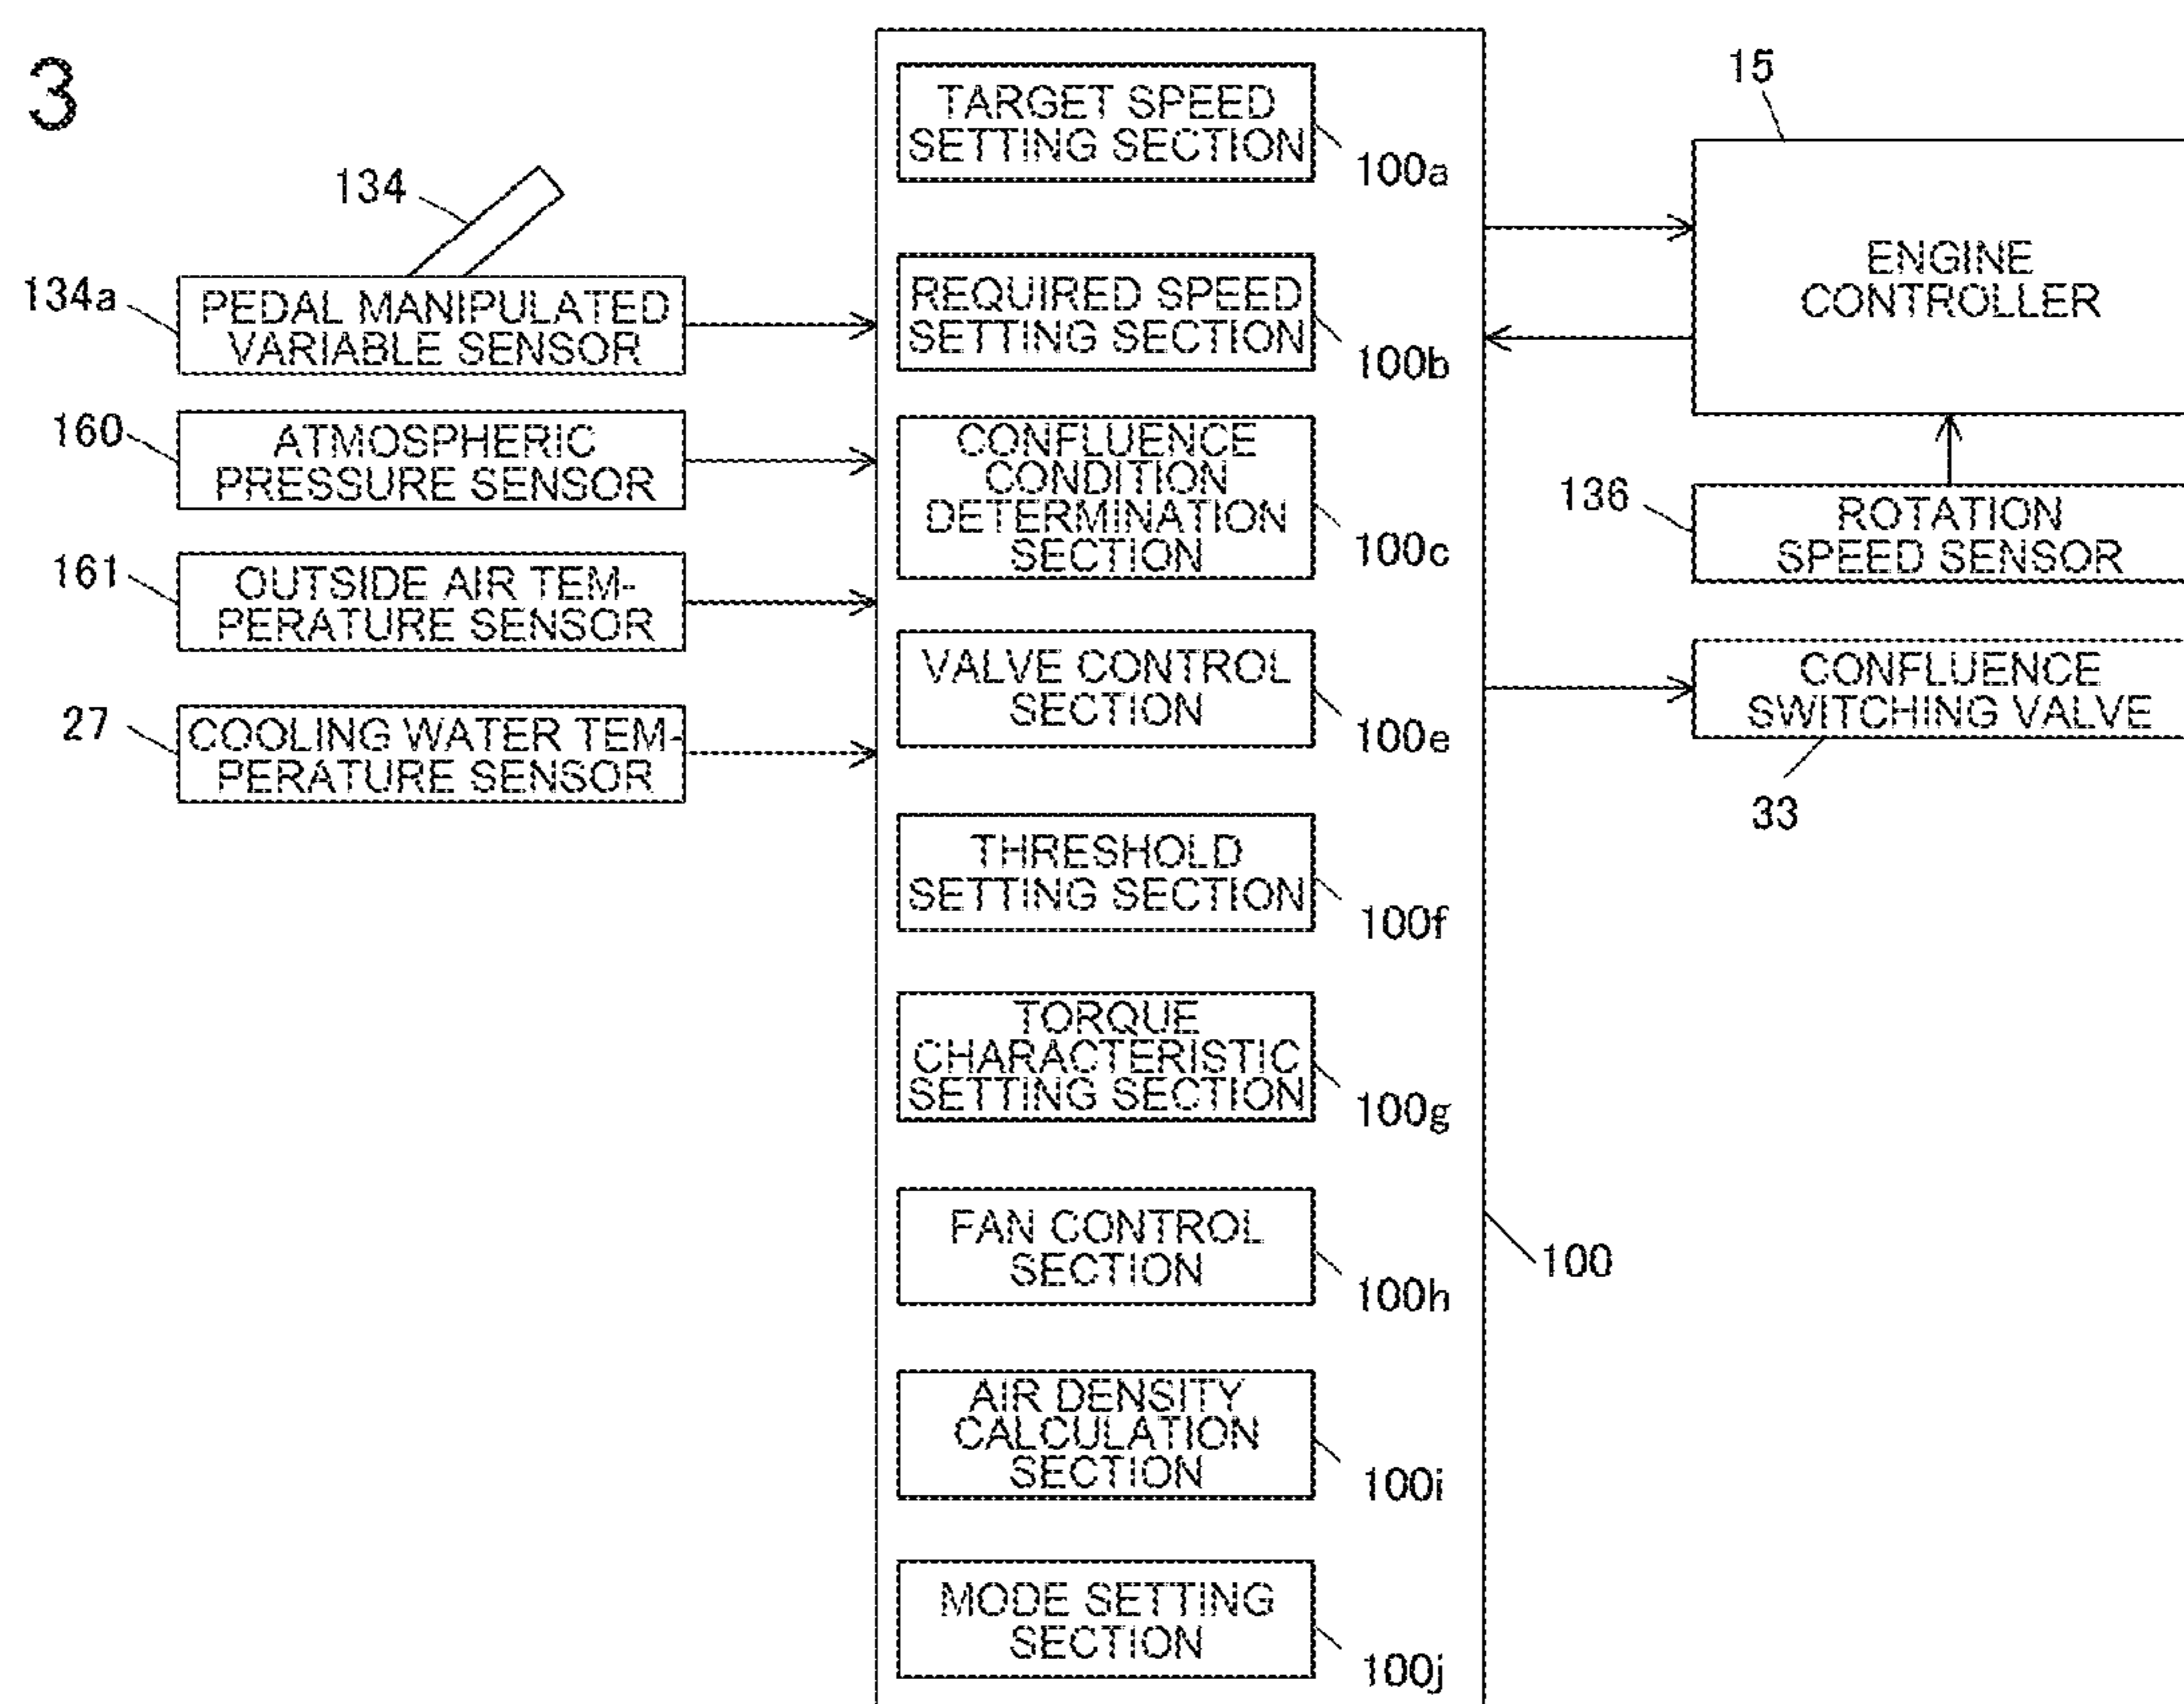 3
134
134a
PEDAL MANIPULATED
VARIABLE SENSOR
160
ATMOSPHERIC
PRESSURE SENSOR
161
OUTSIDE AIR TEM-
PERATURE SENSOR
27
COOLING WATER TEM-
PERATURE SENSOR
TARGET SPEED
SETTING SECTION
100a
REQUIRED SPEED
SETTING SECTION
100b
CONFLUENCE
CONDITION
DETERMINATION
SECTION
100c
VALVE CONTROL
SECTION
100e
THRESHOLD
SETTING SECTION
100f
TORQUE
CHARACTERISTIC
SETTING SECTION
100g
FAN CONTROL
SECTION
100h
AIR DENSITY
CALCULATION
SECTION
100i
MODE SETTING
SECTION
100j
100
15
ENGINE
CONTROLLER
136
ROTATION
SPEED SENSOR
CONFLUENCE
SWITCHING VALVE
33